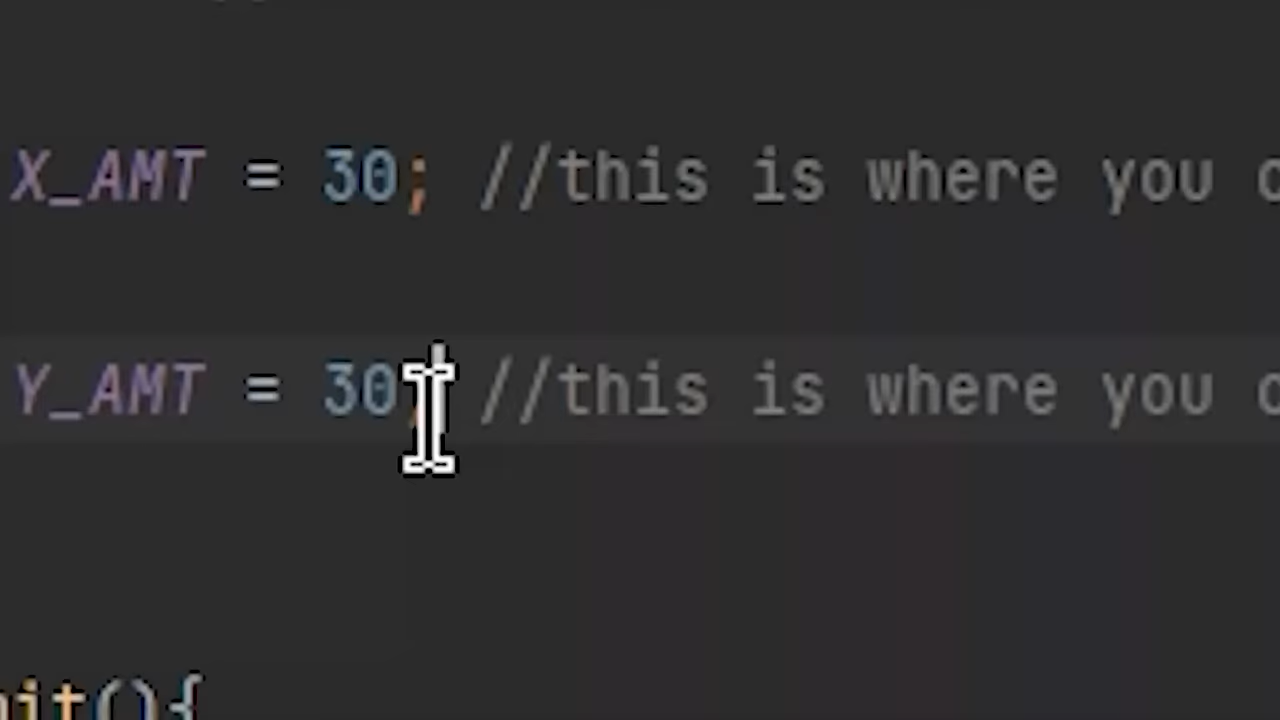 X_AMT = 30; //this is where you
Y_AMT = 30; //this is where you
it(){